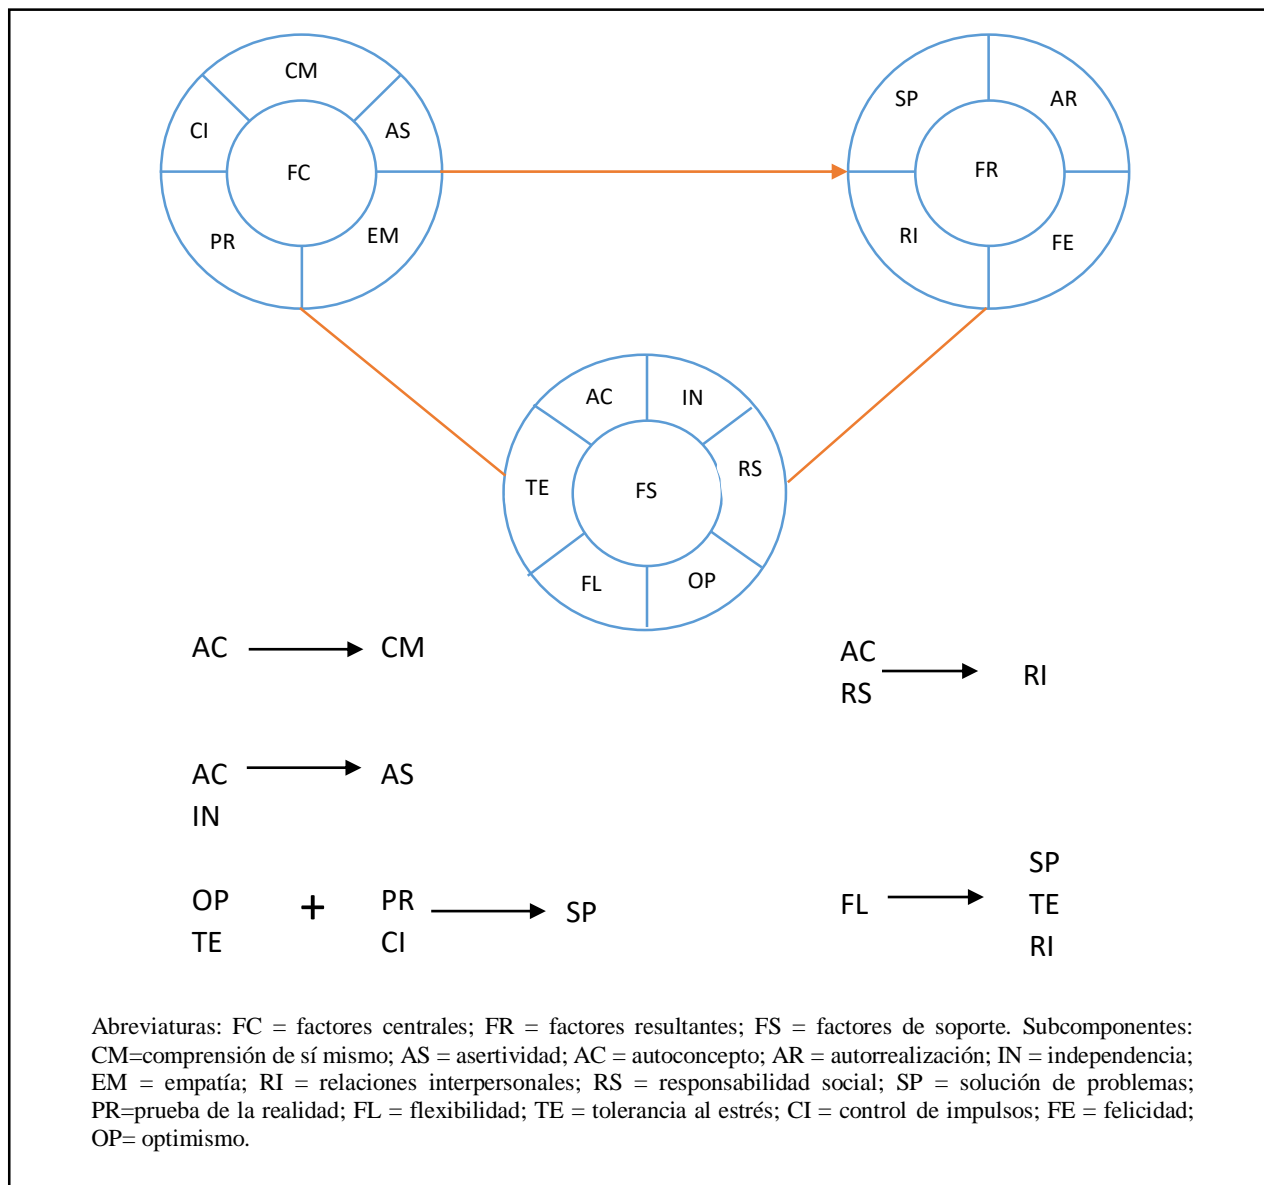 CM
CI
AS
FC
PR
EM
SP
AR
FR
RI
FE
AC
IN
TE
RS
FS
FL
OP
AC
CM
AC
RS
RI
AC
IN
AS
OP
TE
+
PR
CI
SP
FL
SP
TE
RI
Abreviaturas: FC = factores centrales; FR = factores resultantes; FS = factores de soporte. Subcomponentes:
CM=comprensión de sí mismo; AS = asertividad; AC = autoconcepto; AR = autorrealización; IN = independencia;
EM = empatía; RI = relaciones interpersonales; RS = responsabilidad social; SP = solución de problemas;
PR=prueba de la realidad; FL = flexibilidad; TE = tolerancia al estrés; CI = control de impulsos; FE = felicidad;
OP= optimismo.